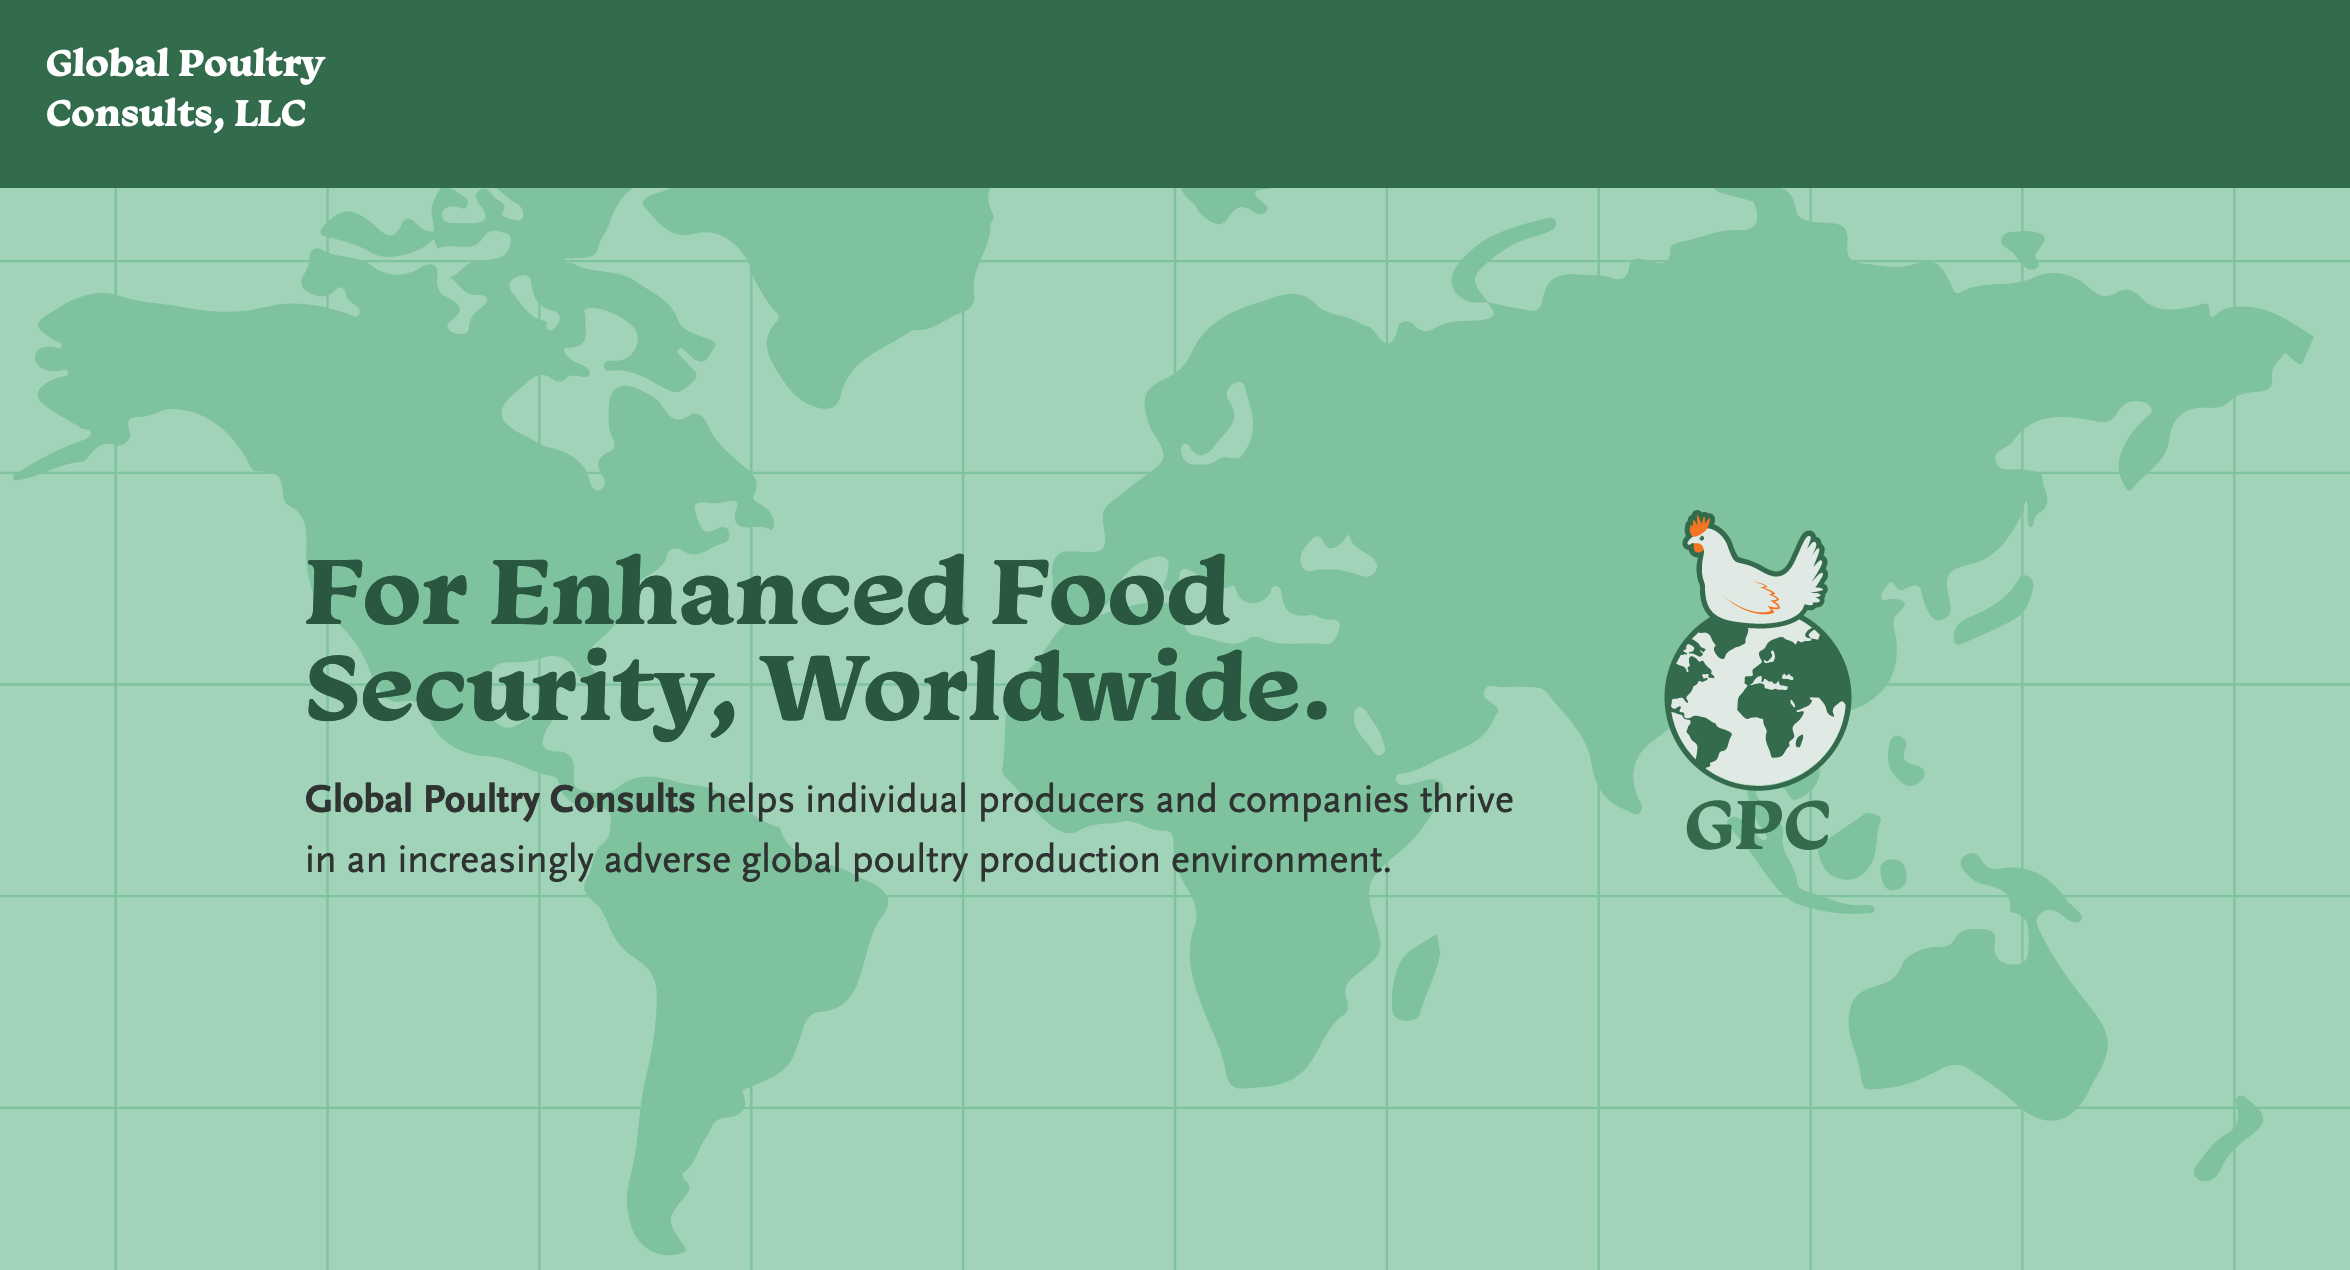 Global Poultry
Consults, LLC
For Enhanced Food
Security, Worldwide.
Global Poultry Consults helps individual producers and companies thrive
in an increasingly adverse global poultry production environment.
GPC